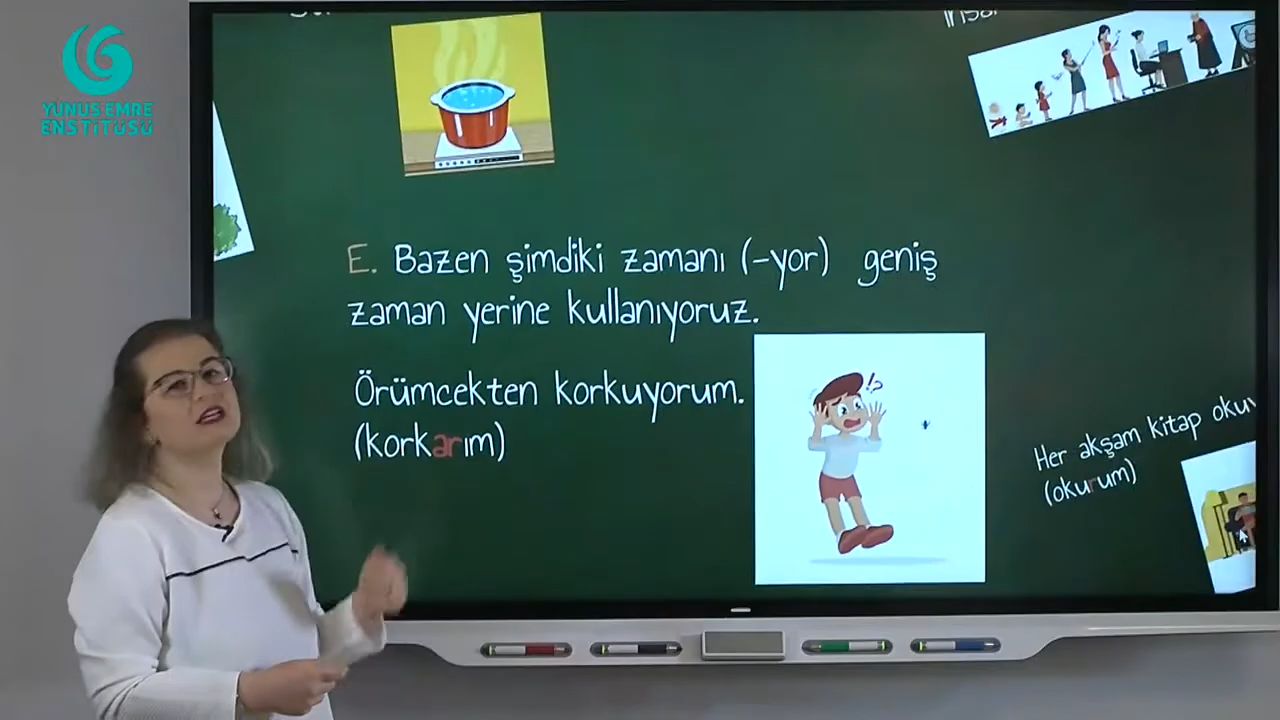 YUNUS EMRE
ENSTİTÜSÜ
E. Bazen şimdiki zamanı (-yor) geniş
zaman yerine kullanıyoruz.
Örümcekten korkuyorum.
(korkarım)
!?
Her akşam kitap
(okurum)